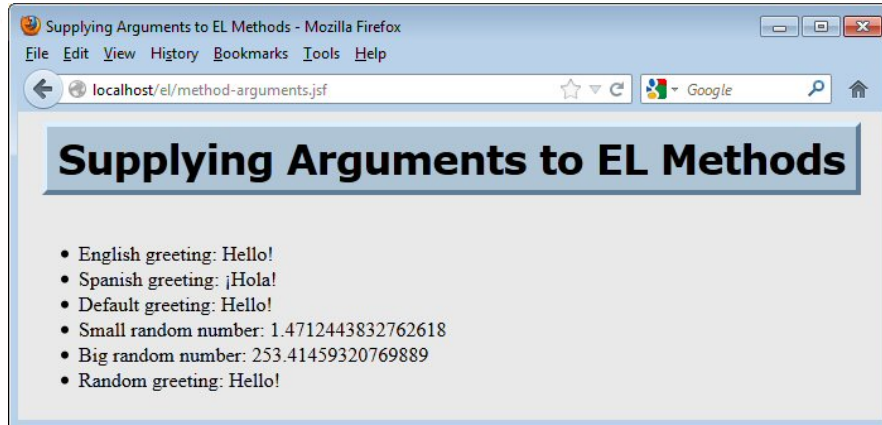 Supplying Arguments to EL Methods - Mozilla Firefox
File Edit View History Bookmarks Tools Help
localhost/el/method-arguments.jsf Google
Supplying Arguments to EL Methods
• English greeting: Hello!
• Spanish greeting: ¡Hola!
• Default greeting: Hello!
• Small random number: 1.4712443832762618
• Big random number: 253.41459320769889
• Random greeting: Hello!